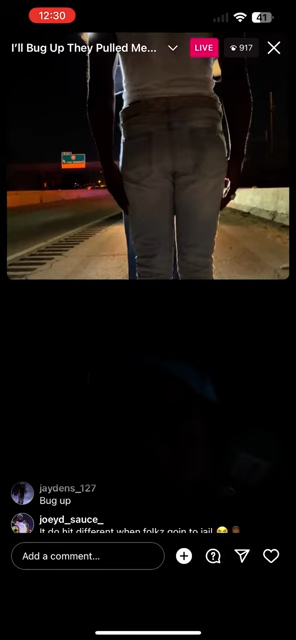 12:30
41
I'll Bug Up They Pulled Me...
LIVE
917
jaydens_127
Bug up
joeyd_sauce_
It do hit different when folkz goin to jail 😂
Add a comment...